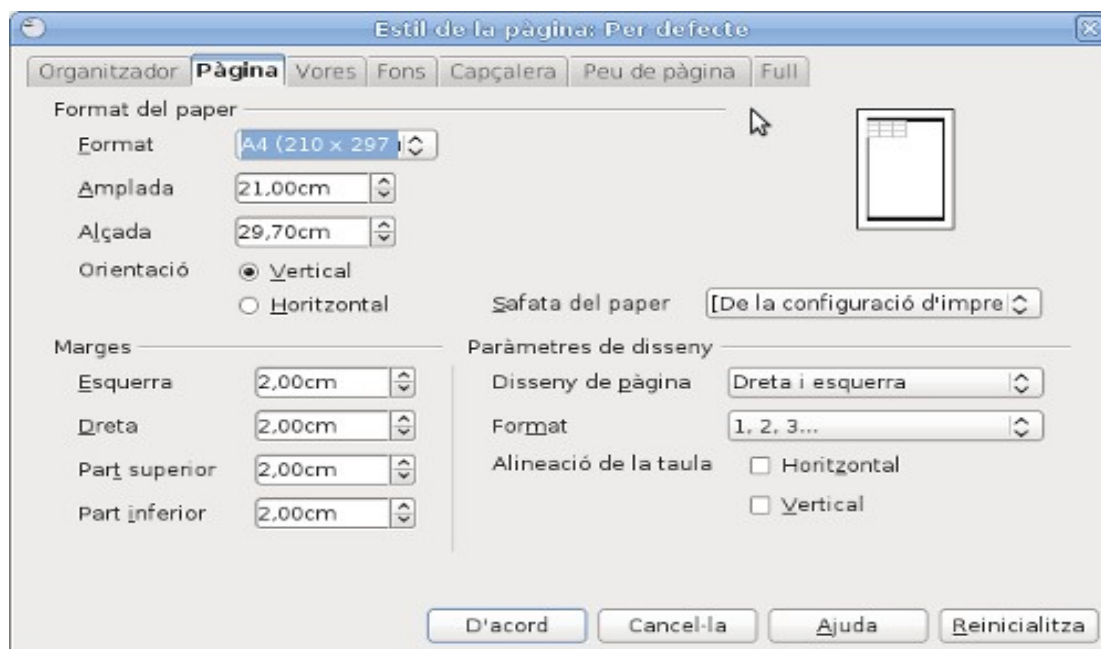 Estil de la pàgina: Per defecte
Organitzador Pàgina Vores Fons Capçalera Peu de pàgina Full
Format del paper
Format A4 (210 x 297
Amplada 21,00cm
Alçada 29,70cm
Orientació Vertical
Horitzontal
Safata del paper [De la configuració d'impre
Marges
Esquerra 2,00cm
Dreta 2,00cm
Part superior 2,00cm
Part inferior 2,00cm
Paràmetres de disseny
Disseny de pàgina Dreta i esquerra
Format 1, 2, 3...
Alineació de la taula Horitzontal
Vertical
D'acord Cancel·la Ajuda Reinicialitza